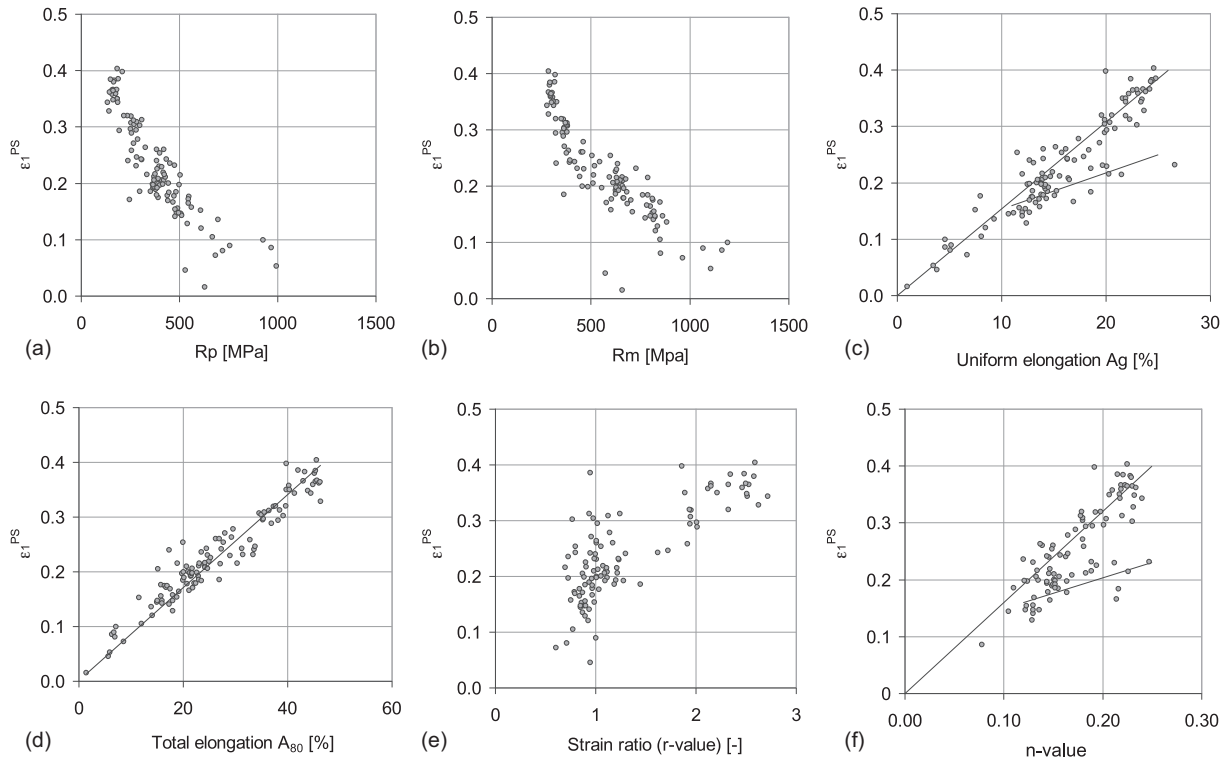 0.5
0.4
0.3
0.2
0.1
0.0
ε1^PS
0 500 1000 1500
(a) Rp [MPa]
0.5
0.4
0.3
0.2
0.1
0.0
ε1^PS
0 500 1000 1500
(b) Rm [Mpa]
0.5
0.4
0.3
0.2
0.1
0.0
ε1^PS
0 10 20 30
(c) Uniform elongation Ag [%]
0.5
0.4
0.3
0.2
0.1
0.0
ε1^PS
0 20 40 60
(d) Total elongation A80 [%]
0.5
0.4
0.3
0.2
0.1
0.0
ε1^PS
0 1 2 3
(e) Strain ratio (r-value) [-]
0.5
0.4
0.3
0.2
0.1
0
ε1^PS
0.00 0.10 0.20 0.30
(f) n-value